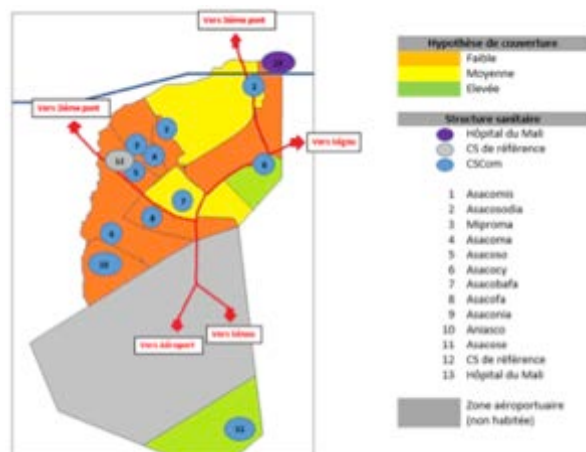 Vers 3ème pont
Vers 2ème pont
Vers Ségou
Vers Aéroport
Vers Sénou
1
2
3
4
5
6
7
8
9
10
11
12
13
Hypothèse de couverture
Faible
Moyenne
Elevée
Structure sanitaire
Hôpital du Mali
CS de référence
CSCom
1 Asacomis
2 Asacosodia
3 Miproma
4 Asacoma
5 Asacoso
6 Asacocy
7 Asacobafa
8 Asacofa
9 Asaconia
10 Aniasco
11 Asacose
12 CS de référence
13 Hôpital du Mali
Zone aéroportuaire
(non habitée)